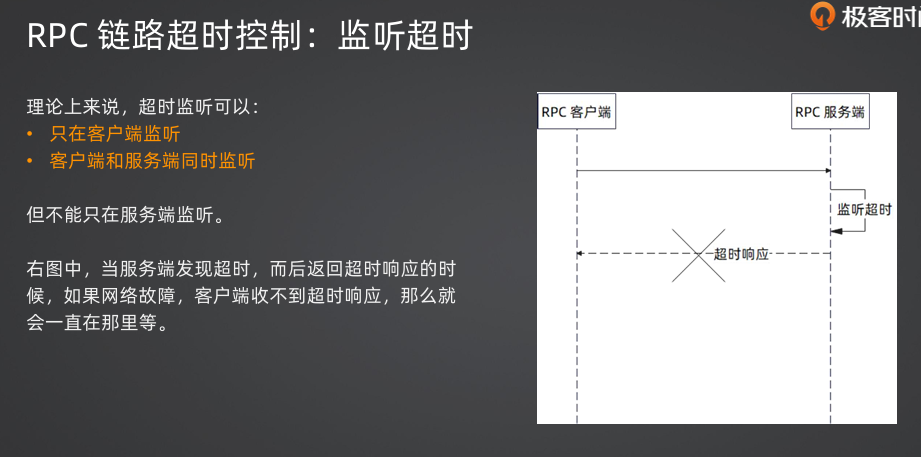 RPC 链路超时控制：监听超时
极客时间
理论上来说，超时监听可以：
• 只在客户端监听
• 客户端和服务端同时监听
但不能只在服务端监听。
右图中，当服务端发现超时，而后返回超时响应的时
候，如果网络故障，客户端收不到超时响应，那么就
会一直在那里等。
RPC 客户端
RPC 服务端
监听超时
超时响应